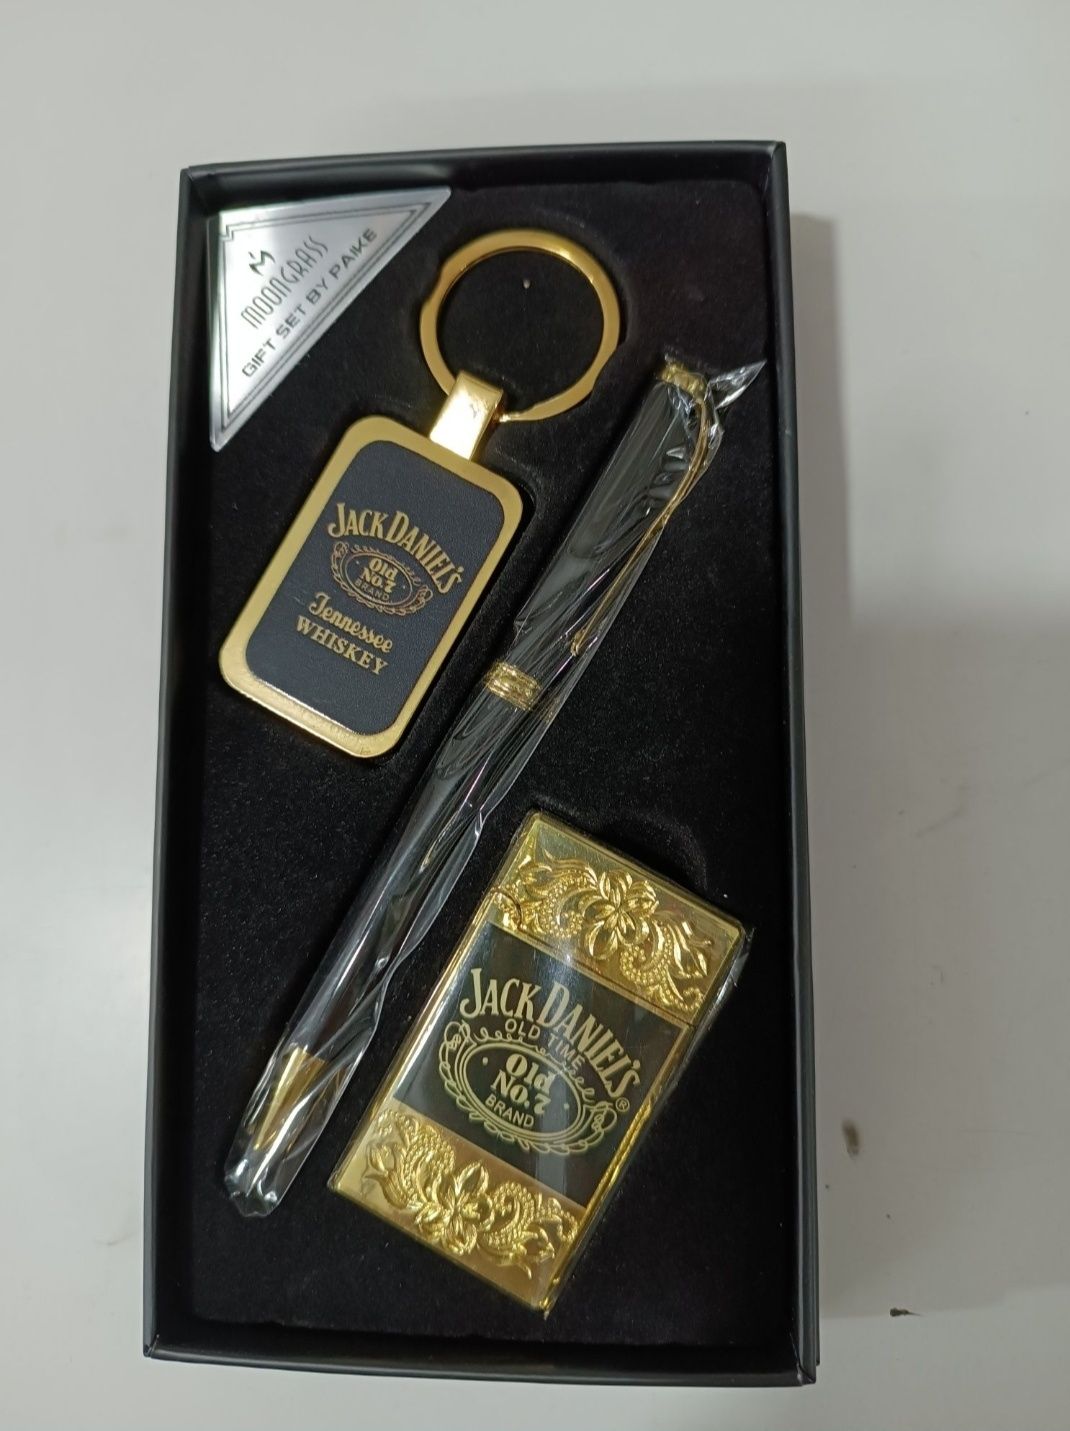 M
MOONGRASS
GIFT SET BY PAIKE
JACK DANIEL'S
Old
No.7
BRAND
Tennessee
WHISKEY
JACK DANIEL'S
OLD TIME
Old
No.7
BRAND
®